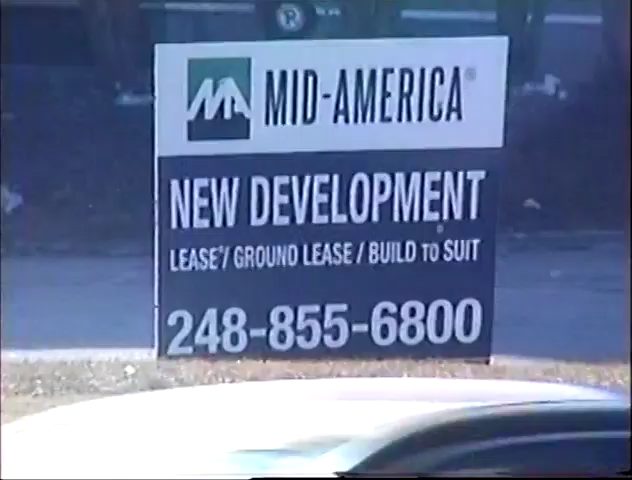 R
MA MID-AMERICA®
NEW DEVELOPMENT
LEASE / GROUND LEASE / BUILD TO SUIT
248-855-6800